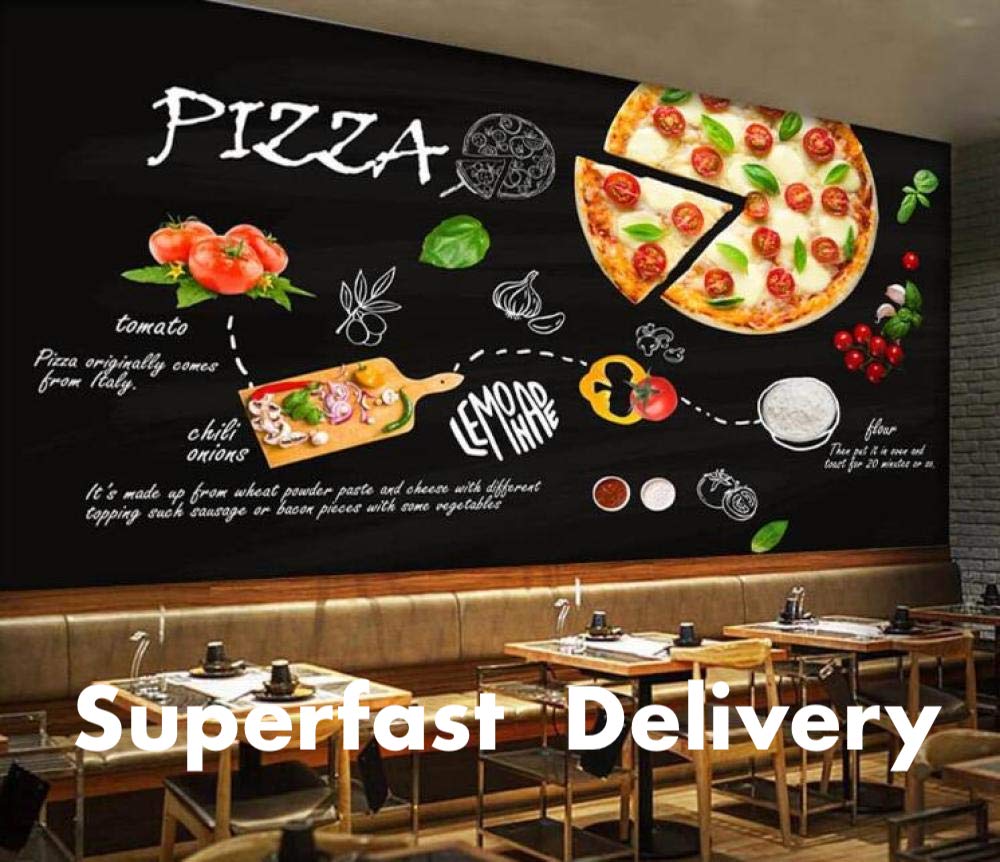 PIZZA
tomato
Pizza originally comes
from Italy.
chili
onions
LEMONADE
flour
Then put it in oven and
toast for 20 minutes or so.
It's made up from wheat powder paste and cheese with different
topping such sausage or bacon pieces with some vegetables
Superfast Delivery